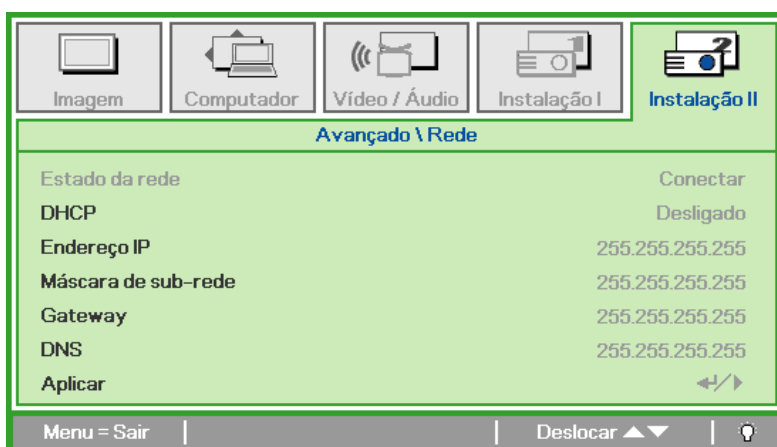 Imagem
Computador
Vídeo / Áudio
Instalação I
Instalação II
Avançado \ Rede
Estado da rede Conectar
DHCP Desligado
Endereço IP 255.255.255.255
Máscara de sub-rede 255.255.255.255
Gateway 255.255.255.255
DNS 255.255.255.255
Aplicar
Menu = Sair Deslocar